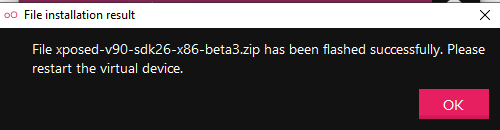 File installation result
File xposed-v90-sdk26-x86-beta3.zip has been flashed successfully. Please
restart the virtual device.
OK